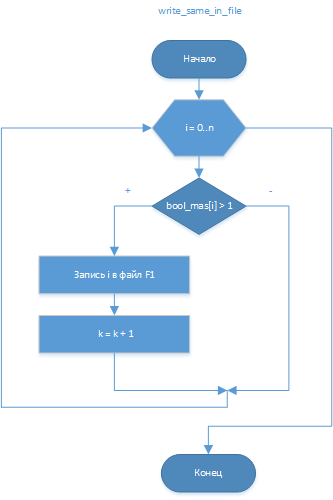 write_same_in_file
Начало
i = 0..n
bool_mas[i] > 1
+
-
Запись i в файл F1
k = k + 1
Конец